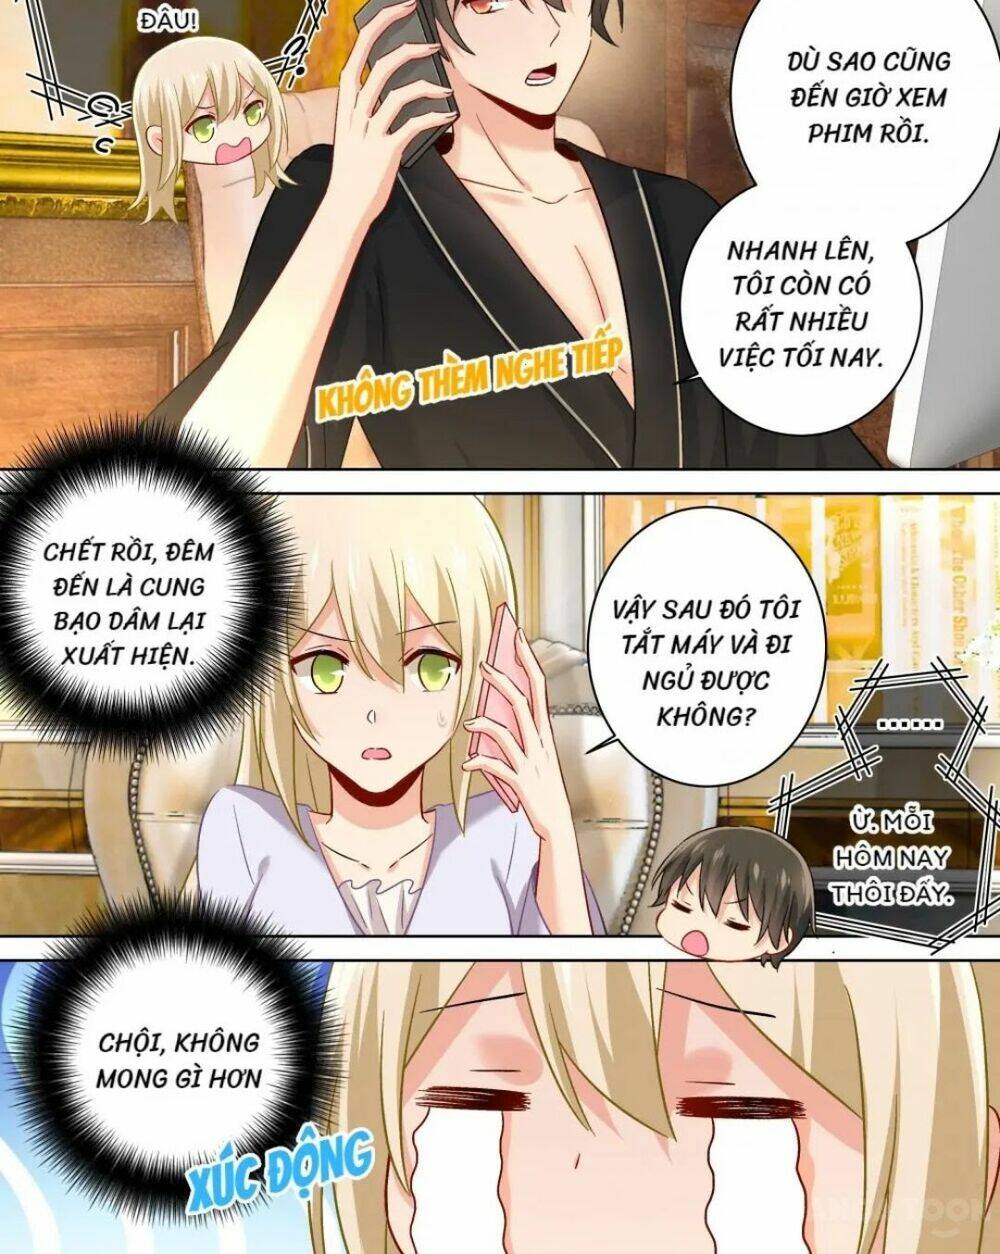 ĐÂU!
DÙ SAO CŨNG
ĐẾN GIỜ XEM
PHIM RỒI.
NHANH LÊN,
TÔI CÒN CÓ
RẤT NHIỀU
VIỆC TỐI NAY.
KHÔNG THÈM NGHE TIẾP
CHẾT RỒI, ĐÊM
ĐẾN LÀ CUNG
BẠO DÂM LẠI
XUẤT HIỆN.
VẬY SAU ĐÓ TÔI
TẮT MÁY VÀ ĐI
NGỦ ĐƯỢC
KHÔNG?
......
Ừ. MỖI
HÔM NAY
THÔI ĐẤY.
CHỘI, KHÔNG
MONG GÌ HƠN
XÚC ĐỘNG